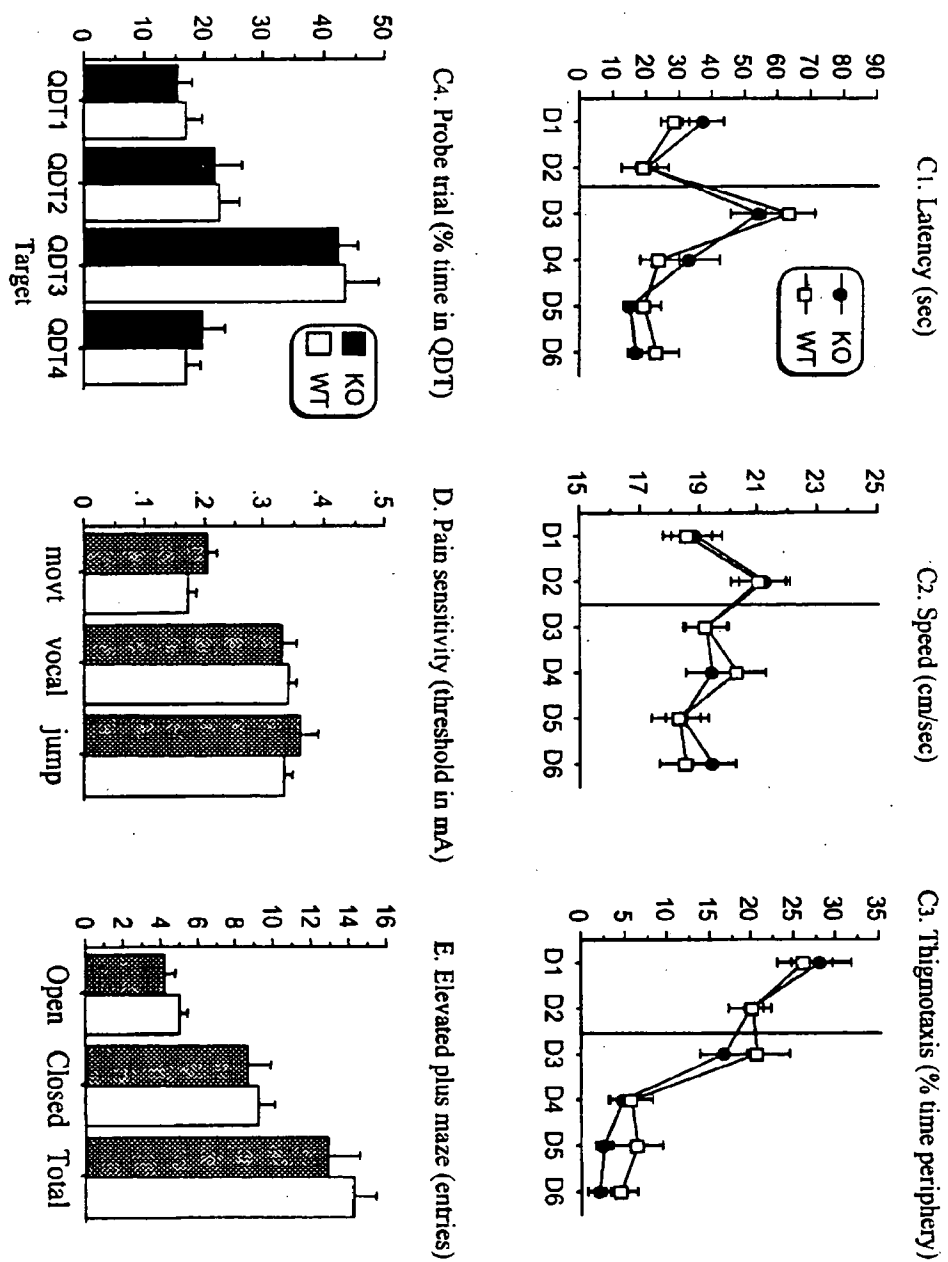 C1. Latency (sec)
90
80
70
60
50
40
30
20
10
0
D1 D2 D3 D4 D5 D6
KO
WT
C2. Speed (cm/sec)
25
23
21
19
17
15
D1 D2 D3 D4 D5 D6
C3. Thigmotaxis (% time periphery)
35
30
25
20
15
10
5
0
D1 D2 D3 D4 D5 D6
C4. Probe trial (% time in QDT)
50
40
30
20
10
0
QDT1 QDT2 QDT3 QDT4
Target
KO
WT
D. Pain sensitivity (threshold in mA)
.5
.4
.3
.2
.1
0
movt vocal jump
E. Elevated plus maze (entries)
16
14
12
10
8
6
4
2
0
Open Closed Total